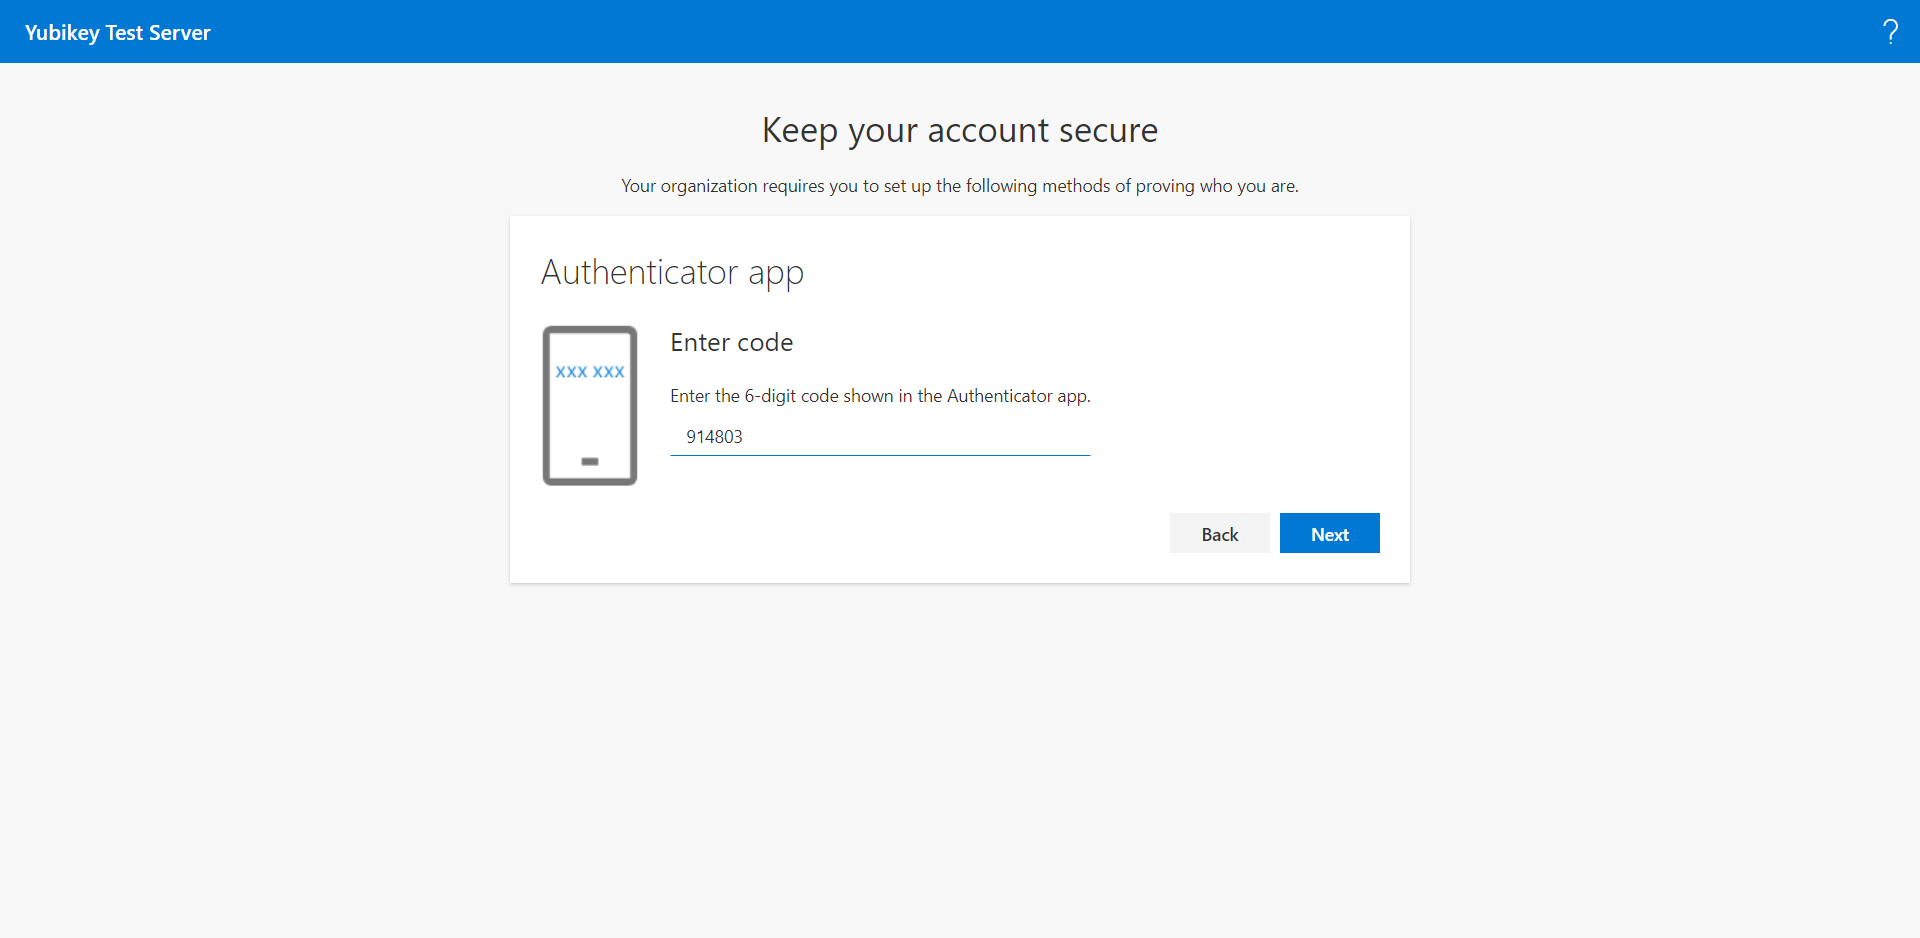 Yubikey Test Server
?
Keep your account secure
Your organization requires you to set up the following methods of proving who you are.
Authenticator app
XXX XXX
Enter code
Enter the 6-digit code shown in the Authenticator app.
914803
Back
Next